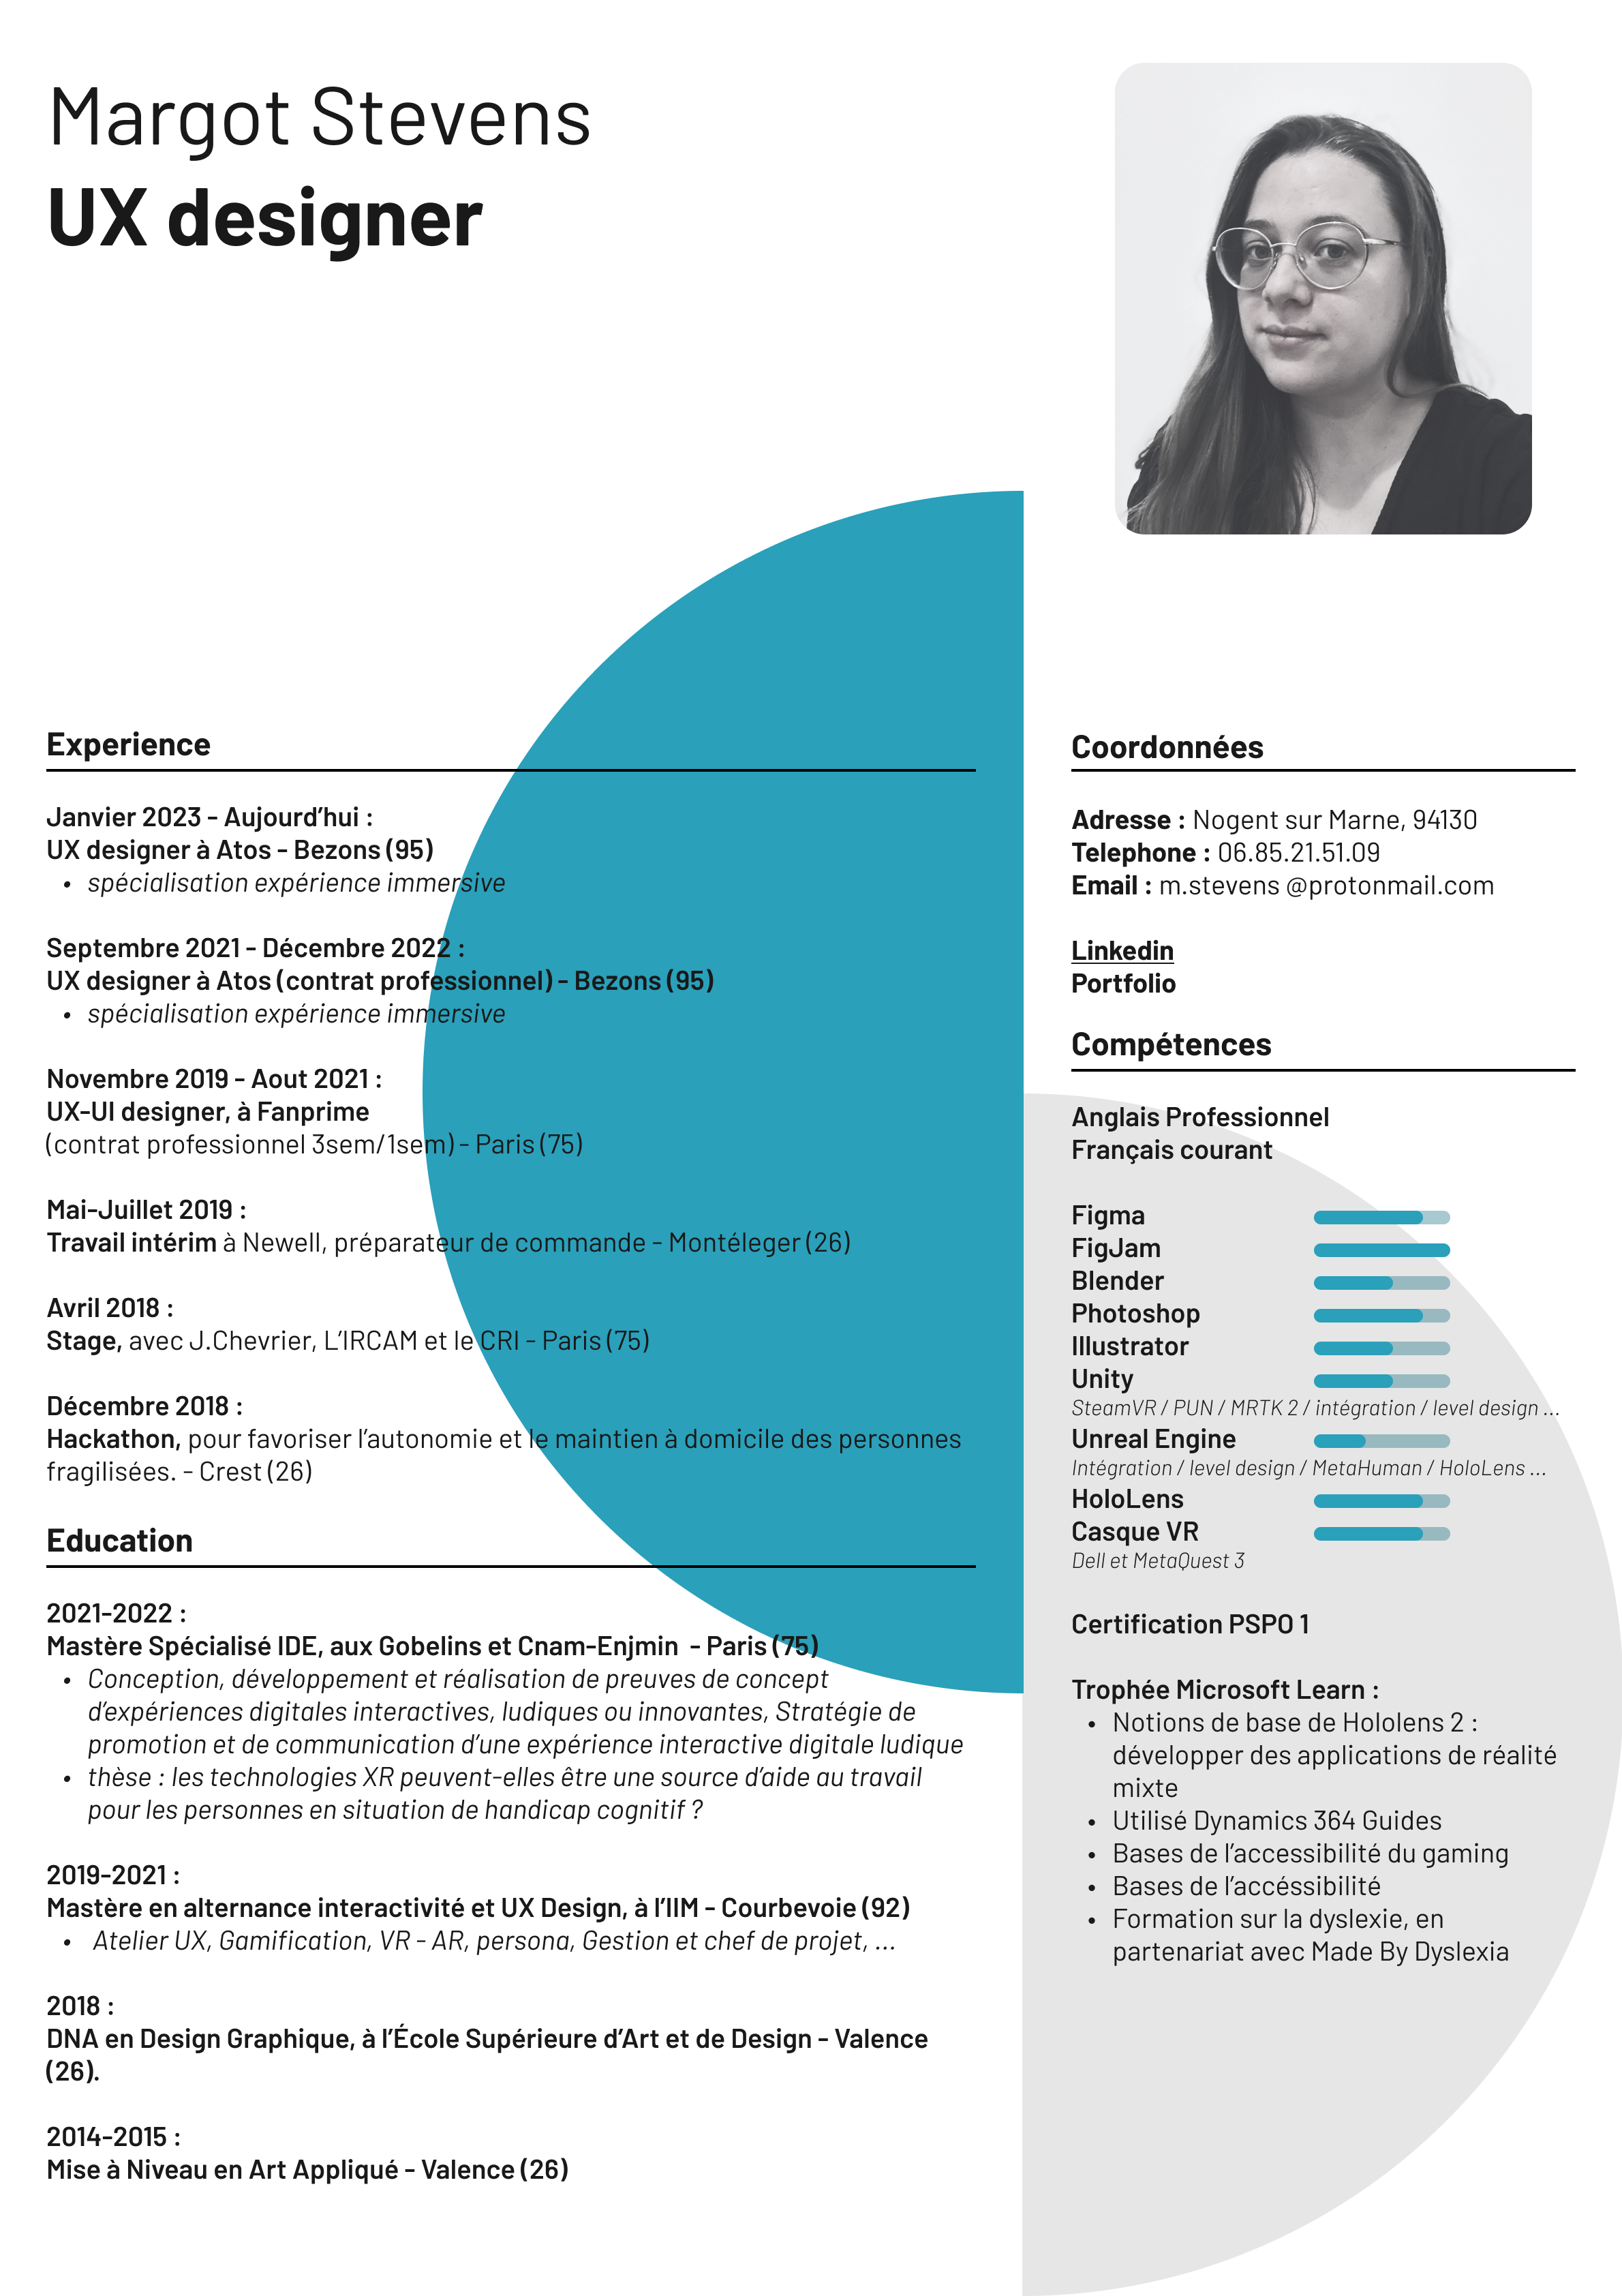 Margot Stevens
UX designer
Experience
Janvier 2023 - Aujourd’hui :
UX designer à Atos - Bezons (95)
• spécialisation expérience immersive
Septembre 2021 - Décembre 2022 :
UX designer à Atos (contrat professionnel) - Bezons (95)
• spécialisation expérience immersive
Novembre 2019 - Aout 2021 :
UX-UI designer, à Fanprime
(contrat professionnel 3sem/1sem) - Paris (75)
Mai-Juillet 2019 :
Travail intérim à Newell, préparateur de commande - Montéleger (26)
Avril 2018 :
Stage, avec J.Chevrier, L’IRCAM et le CRI - Paris (75)
Décembre 2018 :
Hackathon, pour favoriser l’autonomie et le maintien à domicile des personnes
fragilisées. - Crest (26)
Education
2021-2022 :
Mastère Spécialisé IDE, aux Gobelins et Cnam-Enjmin - Paris (75)
• Conception, développement et réalisation de preuves de concept
d’expériences digitales interactives, ludiques ou innovantes, Stratégie de
promotion et de communication d’une expérience interactive digitale ludique
• thèse : les technologies XR peuvent-elles être une source d’aide au travail
pour les personnes en situation de handicap cognitif ?
2019-2021 :
Mastère en alternance interactivité et UX Design, à l’IIM - Courbevoie (92)
• Atelier UX, Gamification, VR - AR, persona, Gestion et chef de projet, ...
2018 :
DNA en Design Graphique, à l’École Supérieure d’Art et de Design - Valence
(26).
2014-2015 :
Mise à Niveau en Art Appliqué - Valence (26)
Coordonnées
Adresse : Nogent sur Marne, 94130
Telephone : 06.85.21.51.09
Email : m.stevens @protonmail.com
Linkedin
Portfolio
Compétences
Anglais Professionnel
Français courant
Figma
FigJam
Blender
Photoshop
Illustrator
Unity
SteamVR / PUN / MRTK 2 / intégration / level design ...
Unreal Engine
Intégration / level design / MetaHuman / HoloLens ...
HoloLens
Casque VR
Dell et MetaQuest 3
Certification PSPO 1
Trophée Microsoft Learn :
• Notions de base de Hololens 2 :
développer des applications de réalité
mixte
• Utilisé Dynamics 364 Guides
• Bases de l’accessibilité du gaming
• Bases de l’accéssibilité
• Formation sur la dyslexie, en
partenariat avec Made By Dyslexia